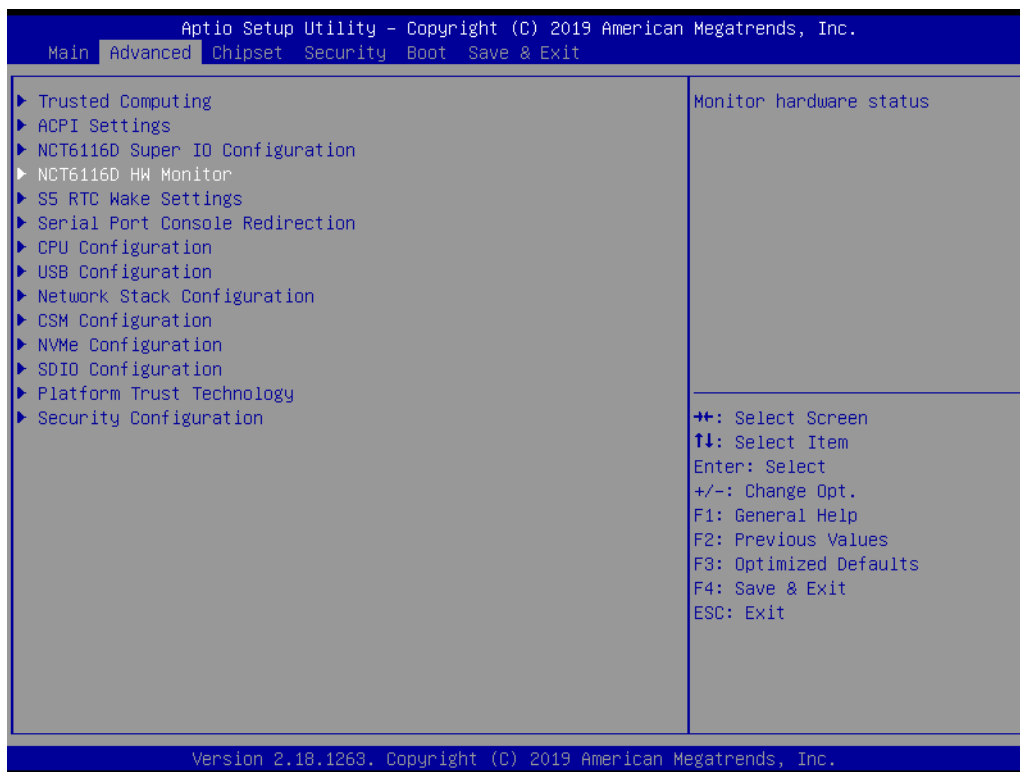 Aptio Setup Utility – Copyright (C) 2019 American Megatrends, Inc.
Main Advanced Chipset Security Boot Save & Exit
▶ Trusted Computing
▶ ACPI Settings
▶ NCT6116D Super IO Configuration
▶ NCT6116D HW Monitor
▶ S5 RTC Wake Settings
▶ Serial Port Console Redirection
▶ CPU Configuration
▶ USB Configuration
▶ Network Stack Configuration
▶ CSM Configuration
▶ NVMe Configuration
▶ SDIO Configuration
▶ Platform Trust Technology
▶ Security Configuration
Monitor hardware status
→←: Select Screen
↑↓: Select Item
Enter: Select
+/-: Change Opt.
F1: General Help
F2: Previous Values
F3: Optimized Defaults
F4: Save & Exit
ESC: Exit
Version 2.18.1263. Copyright (C) 2019 American Megatrends, Inc.